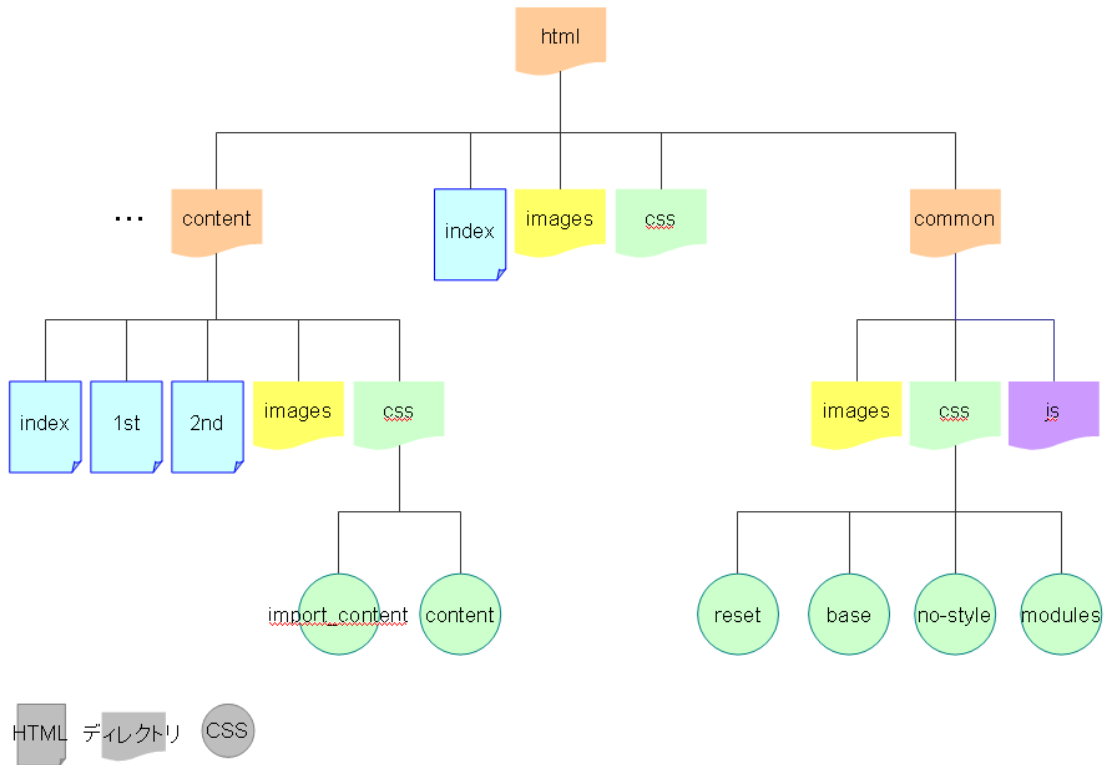 html
… content
index
images
css
common
index
1st
2nd
images
css
images
css
js
import_content
content
reset
base
no-style
modules
HTML
ディレクトリ
CSS